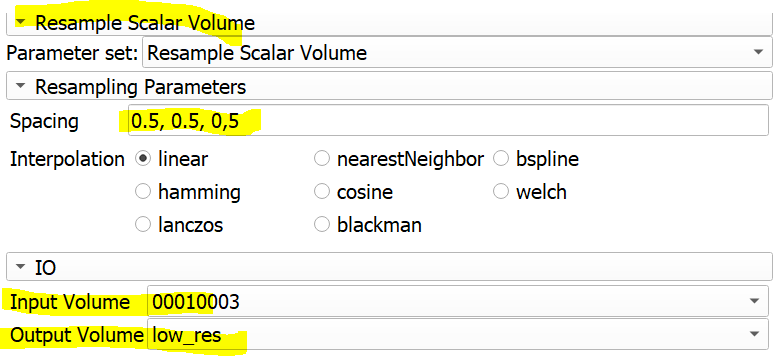 Resample Scalar Volume
Parameter set: Resample Scalar Volume
Resampling Parameters
Spacing 0.5, 0.5, 0,5
Interpolation linear nearestNeighbor bspline
hamming cosine welch
lanczos blackman
IO
Input Volume 00010003
Output Volume low_res